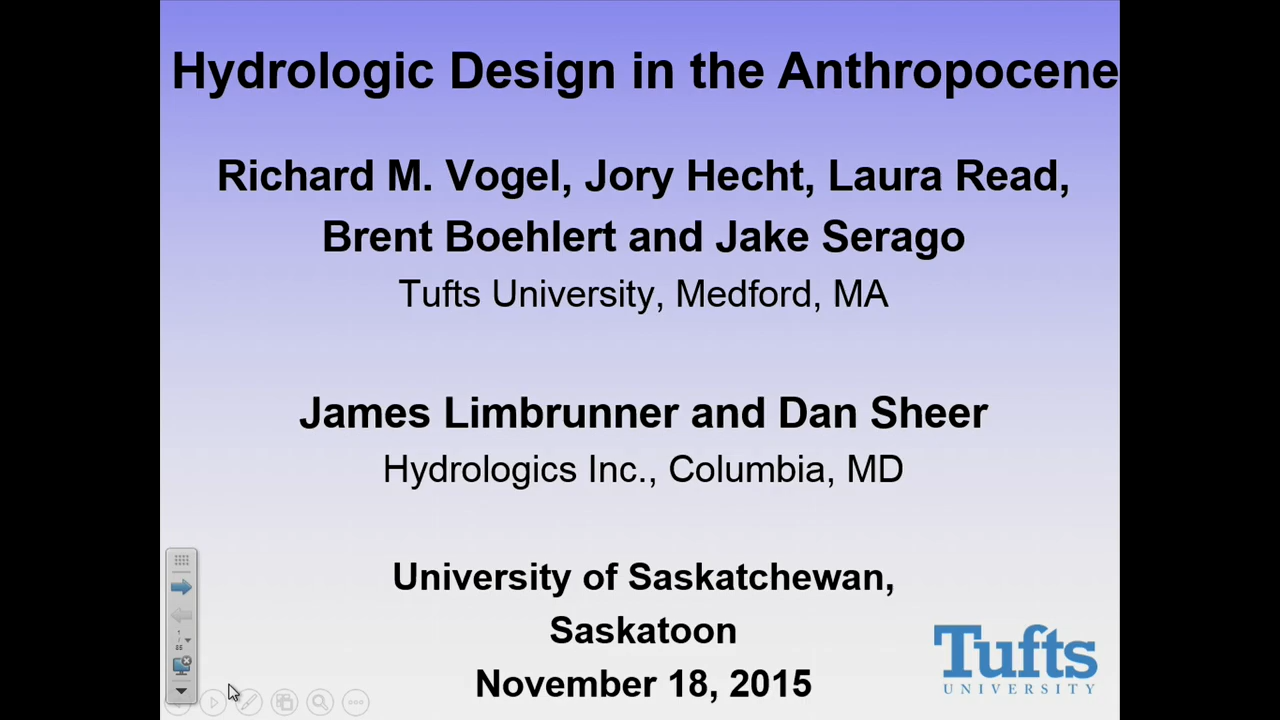 Hydrologic Design in the Anthropocene
Richard M. Vogel, Jory Hecht, Laura Read,
Brent Boehlert and Jake Serago
Tufts University, Medford, MA
James Limbrunner and Dan Sheer
Hydrologics Inc., Columbia, MD
University of Saskatchewan,
Saskatoon
November 18, 2015
Tufts
UNIVERSITY